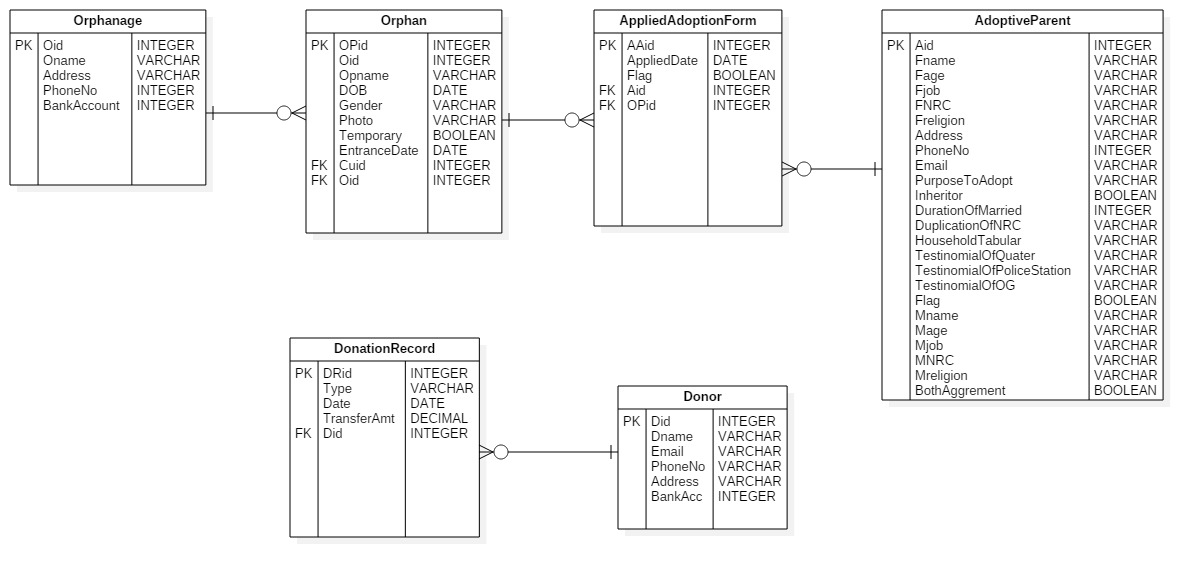 Orphanage
PK Oid INTEGER
Oname VARCHAR
Address VARCHAR
PhoneNo INTEGER
BankAccount INTEGER
Orphan
PK OPid INTEGER
Oid INTEGER
Opname VARCHAR
DOB DATE
Gender VARCHAR
Photo VARCHAR
Temporary BOOLEAN
EntranceDate DATE
FK Cuid INTEGER
FK Oid INTEGER
AppliedAdoptionForm
PK AAid INTEGER
AppliedDate DATE
Flag BOOLEAN
FK Aid INTEGER
FK OPid INTEGER
AdoptiveParent
PK Aid INTEGER
Fname VARCHAR
Fage VARCHAR
Fjob VARCHAR
FNRC VARCHAR
Freligion VARCHAR
Address VARCHAR
PhoneNo INTEGER
Email VARCHAR
PurposeToAdopt VARCHAR
Inheritor BOOLEAN
DurationOfMarried INTEGER
DuplicationOfNRC VARCHAR
HouseholdTabular VARCHAR
TestinomialOfQuater VARCHAR
TestinomialOfPoliceStation VARCHAR
TestinomialOfOG VARCHAR
Flag BOOLEAN
Mname VARCHAR
Mage VARCHAR
Mjob VARCHAR
MNRC VARCHAR
Mreligion VARCHAR
BothAggrement BOOLEAN
DonationRecord
PK DRid INTEGER
Type VARCHAR
Date DATE
TransferAmt DECIMAL
FK Did INTEGER
Donor
PK Did INTEGER
Dname VARCHAR
Email VARCHAR
PhoneNo VARCHAR
Address VARCHAR
BankAcc INTEGER